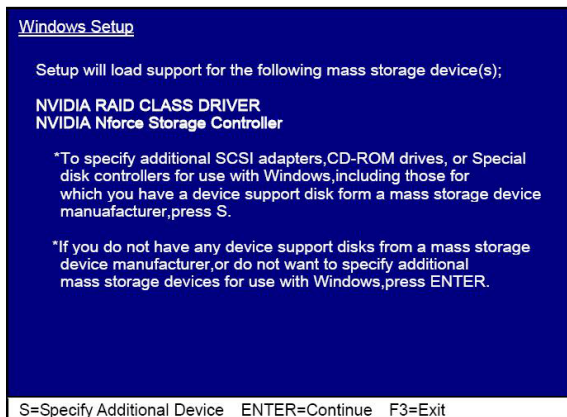 Windows Setup
Setup will load support for the following mass storage device(s);
NVIDIA RAID CLASS DRIVER
NVIDIA Nforce Storage Controller
*To specify additional SCSI adapters,CD-ROM drives, or Special
disk controllers for use with Windows,including those for
which you have a device support disk form a mass storage device
manuafacturer,press S.
*If you do not have any device support disks from a mass storage
device manufacturer,or do not want to specify additional
mass storage devices for use with Windows,press ENTER.
S=Specify Additional Device ENTER=Continue F3=Exit